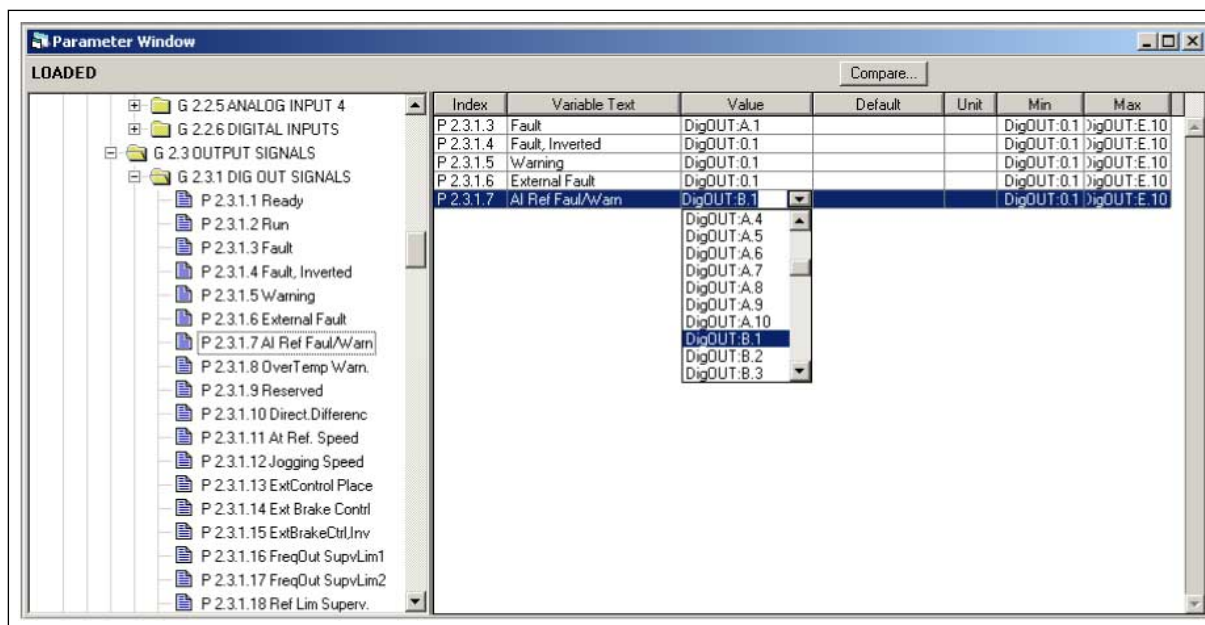 Parameter Window
LOADED
Compare...
G 2.2.5 ANALOG INPUT 4
G 2.2.6 DIGITAL INPUTS
G 2.3 OUTPUT SIGNALS
G 2.3.1 DIG OUT SIGNALS
P 2.3.1.1 Ready
P 2.3.1.2 Run
P 2.3.1.3 Fault
P 2.3.1.4 Fault, Inverted
P 2.3.1.5 Warning
P 2.3.1.6 External Fault
P 2.3.1.7 AI Ref Faul/Warn
P 2.3.1.8 OverTemp Warn.
P 2.3.1.9 Reserved
P 2.3.1.10 Direct.Differenc
P 2.3.1.11 At Ref. Speed
P 2.3.1.12 Jogging Speed
P 2.3.1.13 ExtControl Place
P 2.3.1.14 Ext Brake Contrl
P 2.3.1.15 ExtBrakeCtrl,Inv
P 2.3.1.16 FreqOut SupvLim1
P 2.3.1.17 FreqOut SupvLim2
P 2.3.1.18 Ref Lim Superv.
Index Variable Text Value Default Unit Min Max
P 2.3.1.3 Fault DigOUT:A.1 DigOUT:0.1 DigOUT:E.10
P 2.3.1.4 Fault, Inverted DigOUT:0.1 DigOUT:0.1 DigOUT:E.10
P 2.3.1.5 Warning DigOUT:0.1 DigOUT:0.1 DigOUT:E.10
P 2.3.1.6 External Fault DigOUT:0.1 DigOUT:0.1 DigOUT:E.10
P 2.3.1.7 AI Ref Faul/Warn DigOUT:B.1 DigOUT:0.1 DigOUT:E.10
DigOUT:A.4
DigOUT:A.5
DigOUT:A.6
DigOUT:A.7
DigOUT:A.8
DigOUT:A.9
DigOUT:A.10
DigOUT:B.1
DigOUT:B.2
DigOUT:B.3